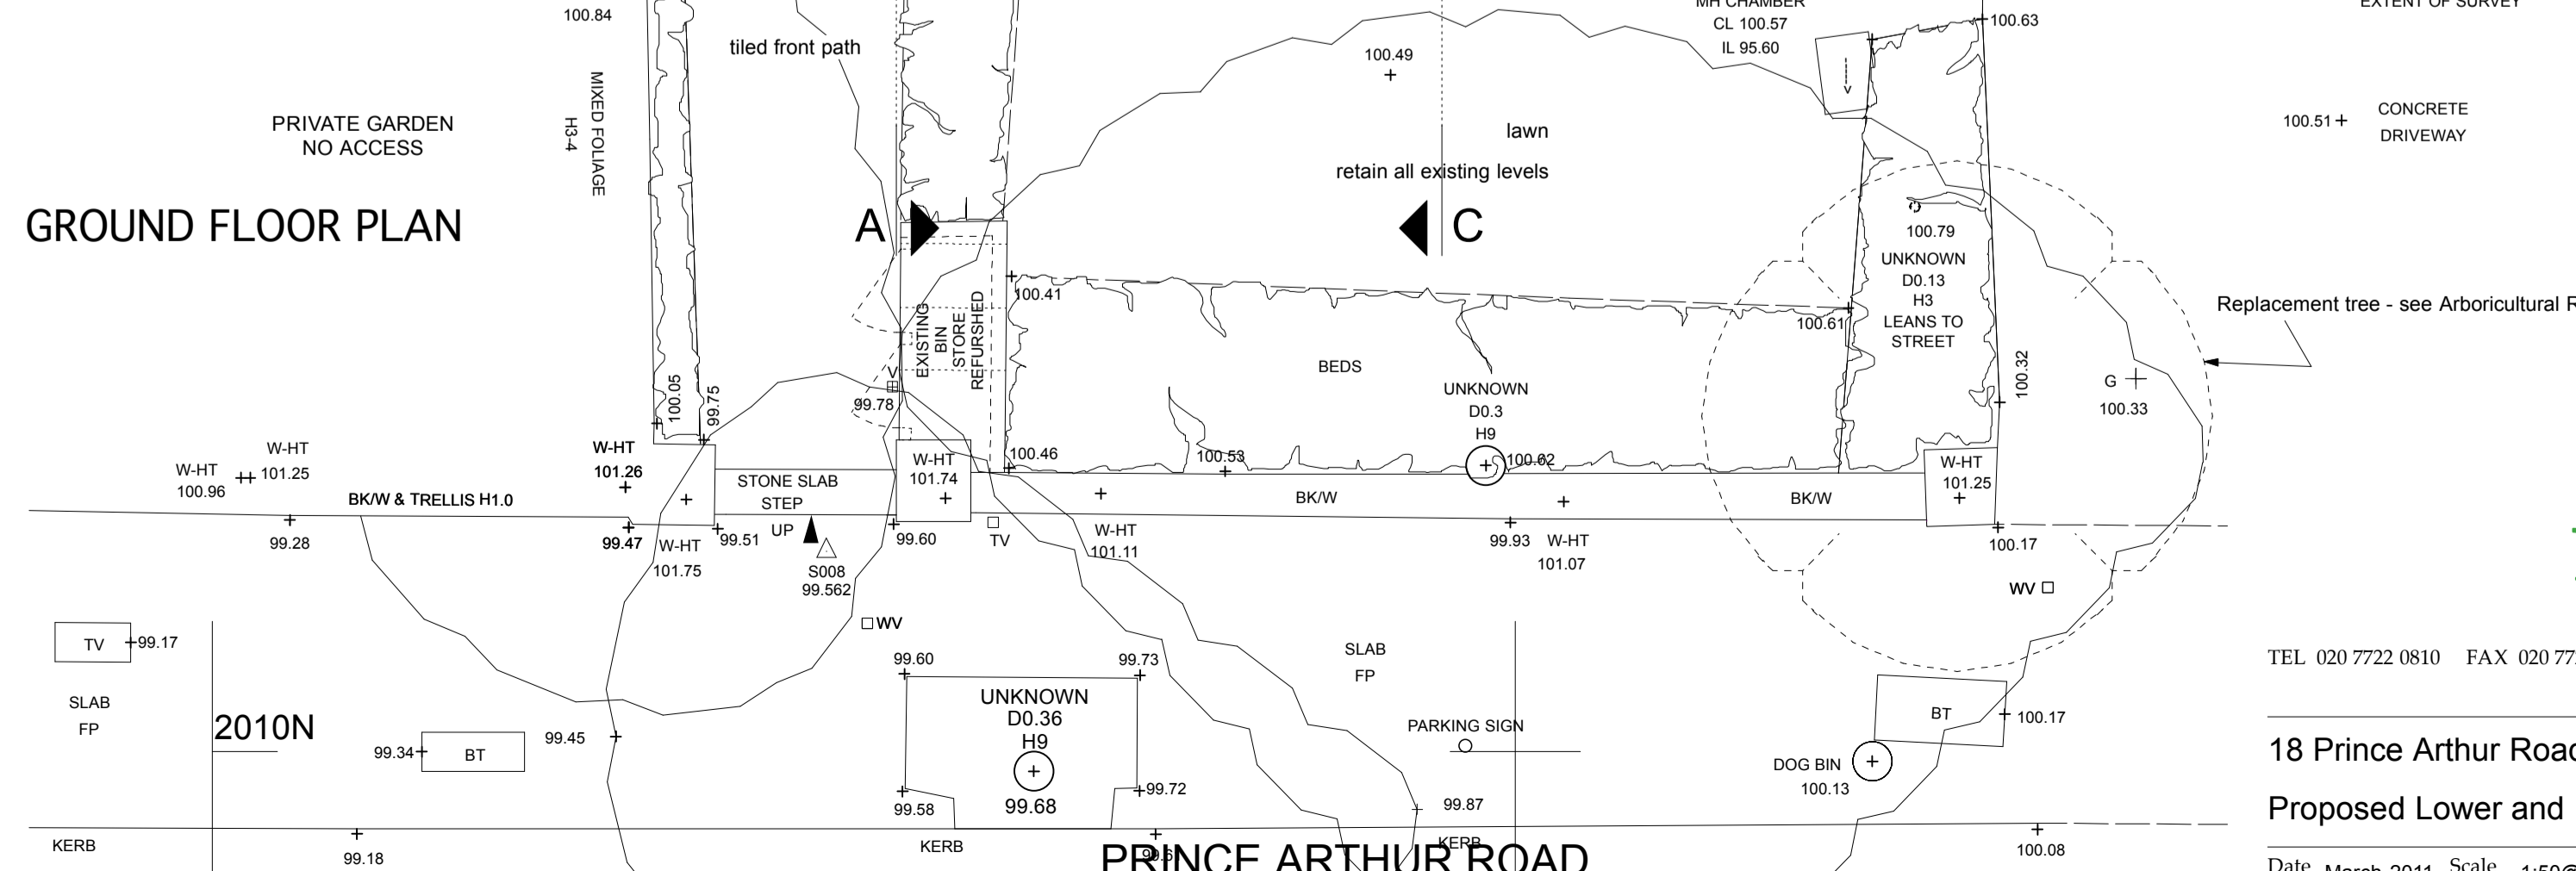 100.84
MH CHAMBER
CL 100.57
IL 95.60
100.63
EXTENT OF SURVEY
tiled front path
100.49
MIXED FOLIAGE
H3-4
PRIVATE GARDEN
NO ACCESS
lawn
retain all existing levels
100.51
CONCRETE
DRIVEWAY
GROUND FLOOR PLAN
A
C
100.79
UNKNOWN
D0.13
H3
LEANS TO
STREET
100.41
100.61
EXISTING
BIN
STORE
REFURSHED
Replacement tree - see Arboricultural R
BEDS
UNKNOWN
D0.3
H9
100.62
100.05
99.75
V
99.78
100.32
G
100.33
W-HT
100.96
W-HT
101.25
W-HT
101.26
BK/W & TRELLIS H1.0
STONE SLAB
STEP
UP
W-HT
101.74
100.46
100.53
BK/W
BK/W
W-HT
101.25
99.28
99.47
W-HT
101.75
99.51
S008
99.562
99.60
TV
W-HT
101.11
99.93
W-HT
101.07
100.17
WV
WV
TV
99.17
SLAB
FP
2010N
99.34
BT
99.45
99.60
99.73
UNKNOWN
D0.36
H9
99.68
99.58
99.72
SLAB
FP
PARKING SIGN
99.87
BT
100.17
DOG BIN
100.13
TEL 020 7722 0810 FAX 020 77
18 Prince Arthur Road
Proposed Lower and
KERB
99.18
KERB
KERB
PRINCE ARTHUR ROAD
100.08
Date March 2011 Scale 1:50@